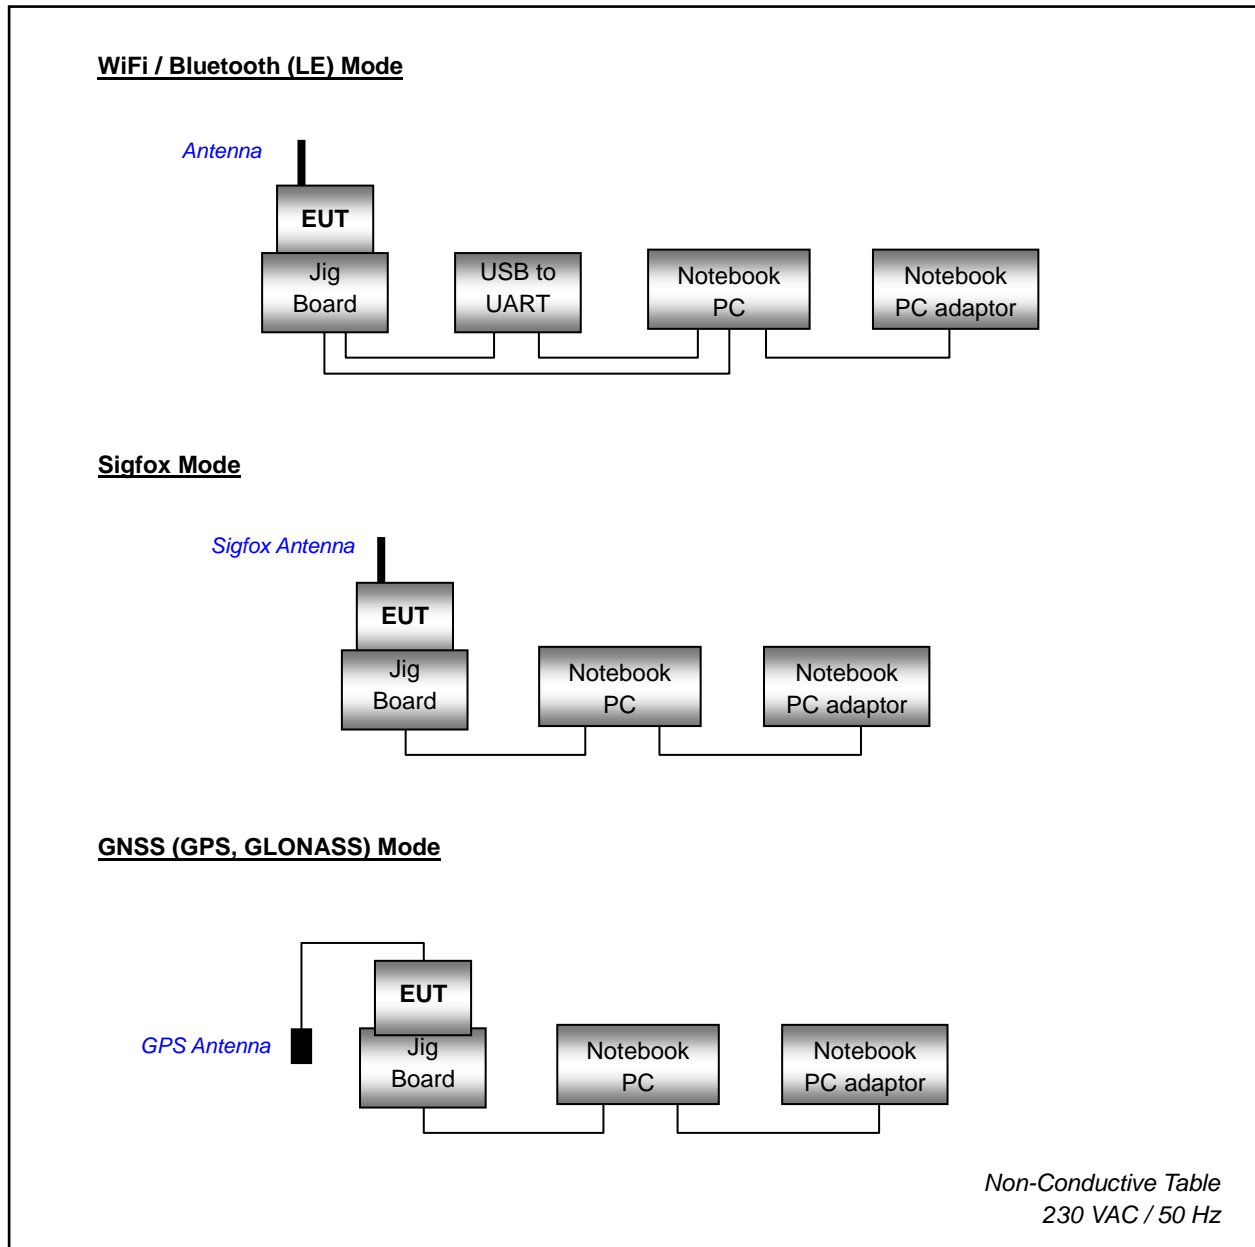 WiFi / Bluetooth (LE) Mode
Antenna
EUT
Jig
Board
USB to
UART
Notebook
PC
Notebook
PC adaptor
Sigfox Mode
Sigfox Antenna
EUT
Jig
Board
Notebook
PC
Notebook
PC adaptor
GNSS (GPS, GLONASS) Mode
GPS Antenna
EUT
Jig
Board
Notebook
PC
Notebook
PC adaptor
Non-Conductive Table
230 VAC / 50 Hz